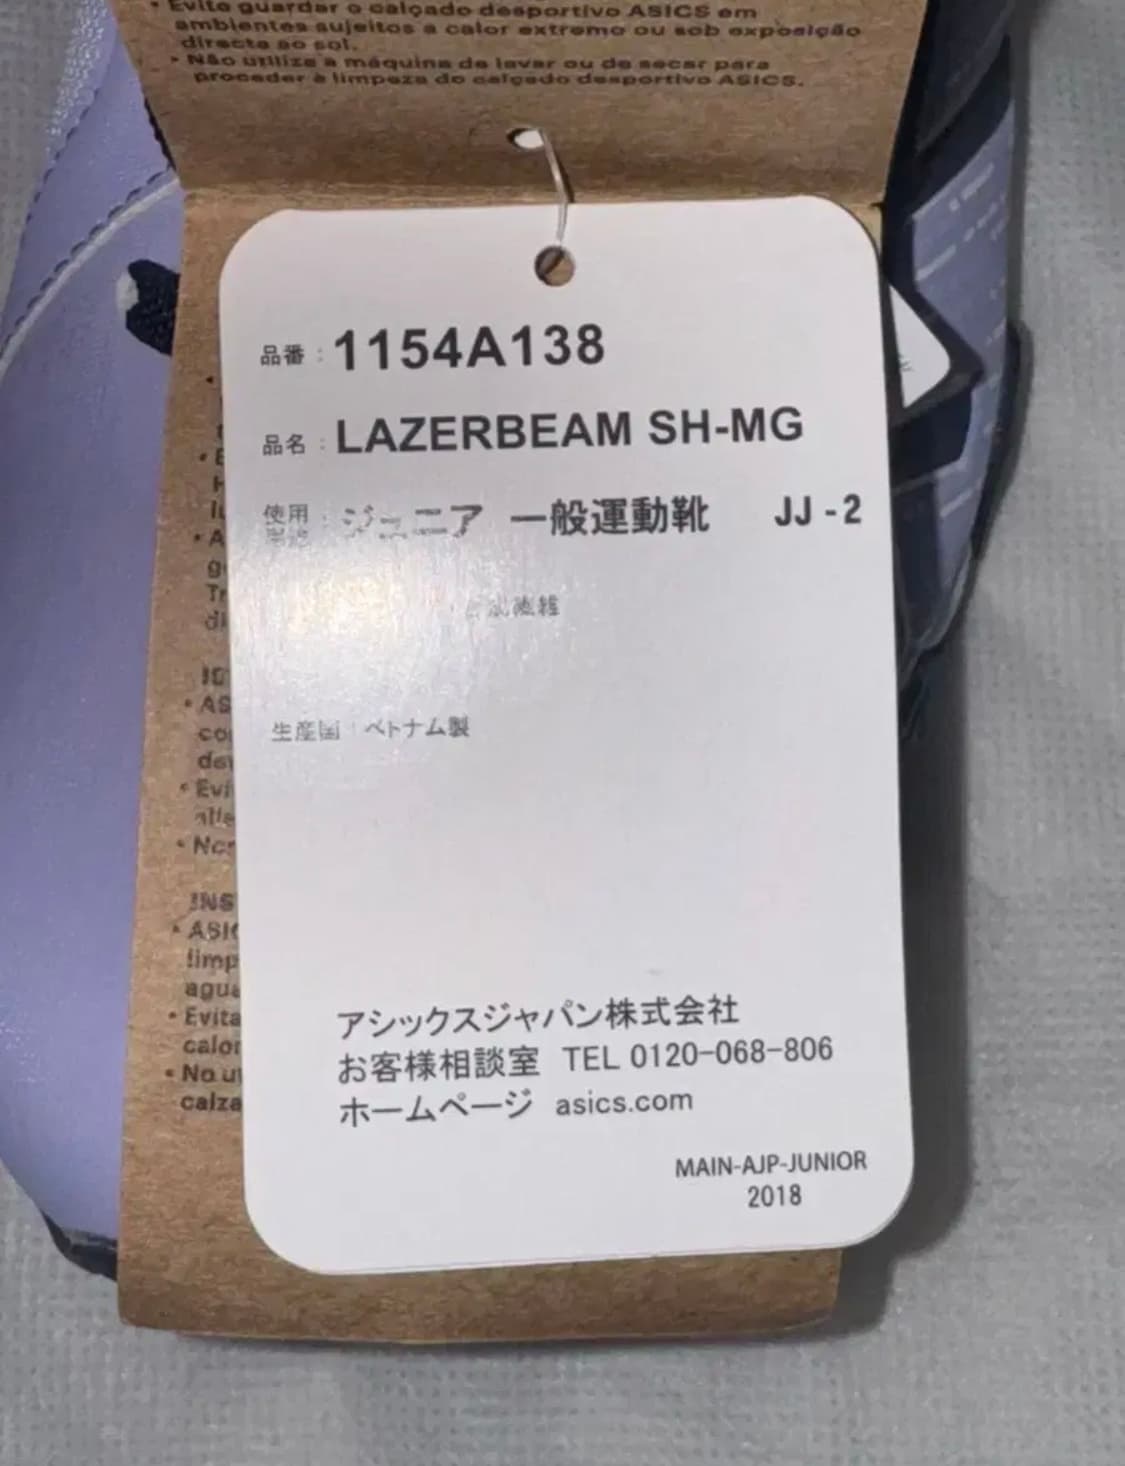 • Evite guardar o calçado desportivo ASICS em
ambientes sujeitos a calor extremo ou sob exposição
directa ao sol.
• Não utilize a máquina de lavar ou de secar para
proceder à limpeza do calçado desportivo ASICS.
品番 : 1154A138
品名 : LAZERBEAM SH-MG
使用 : ジュニア 一般運動靴 JJ-2
生産国 : ベトナム製
アシックスジャパン株式会社
お客様相談室 TEL 0120-068-806
ホームページ asics.com
MAIN-AJP-JUNIOR
2018